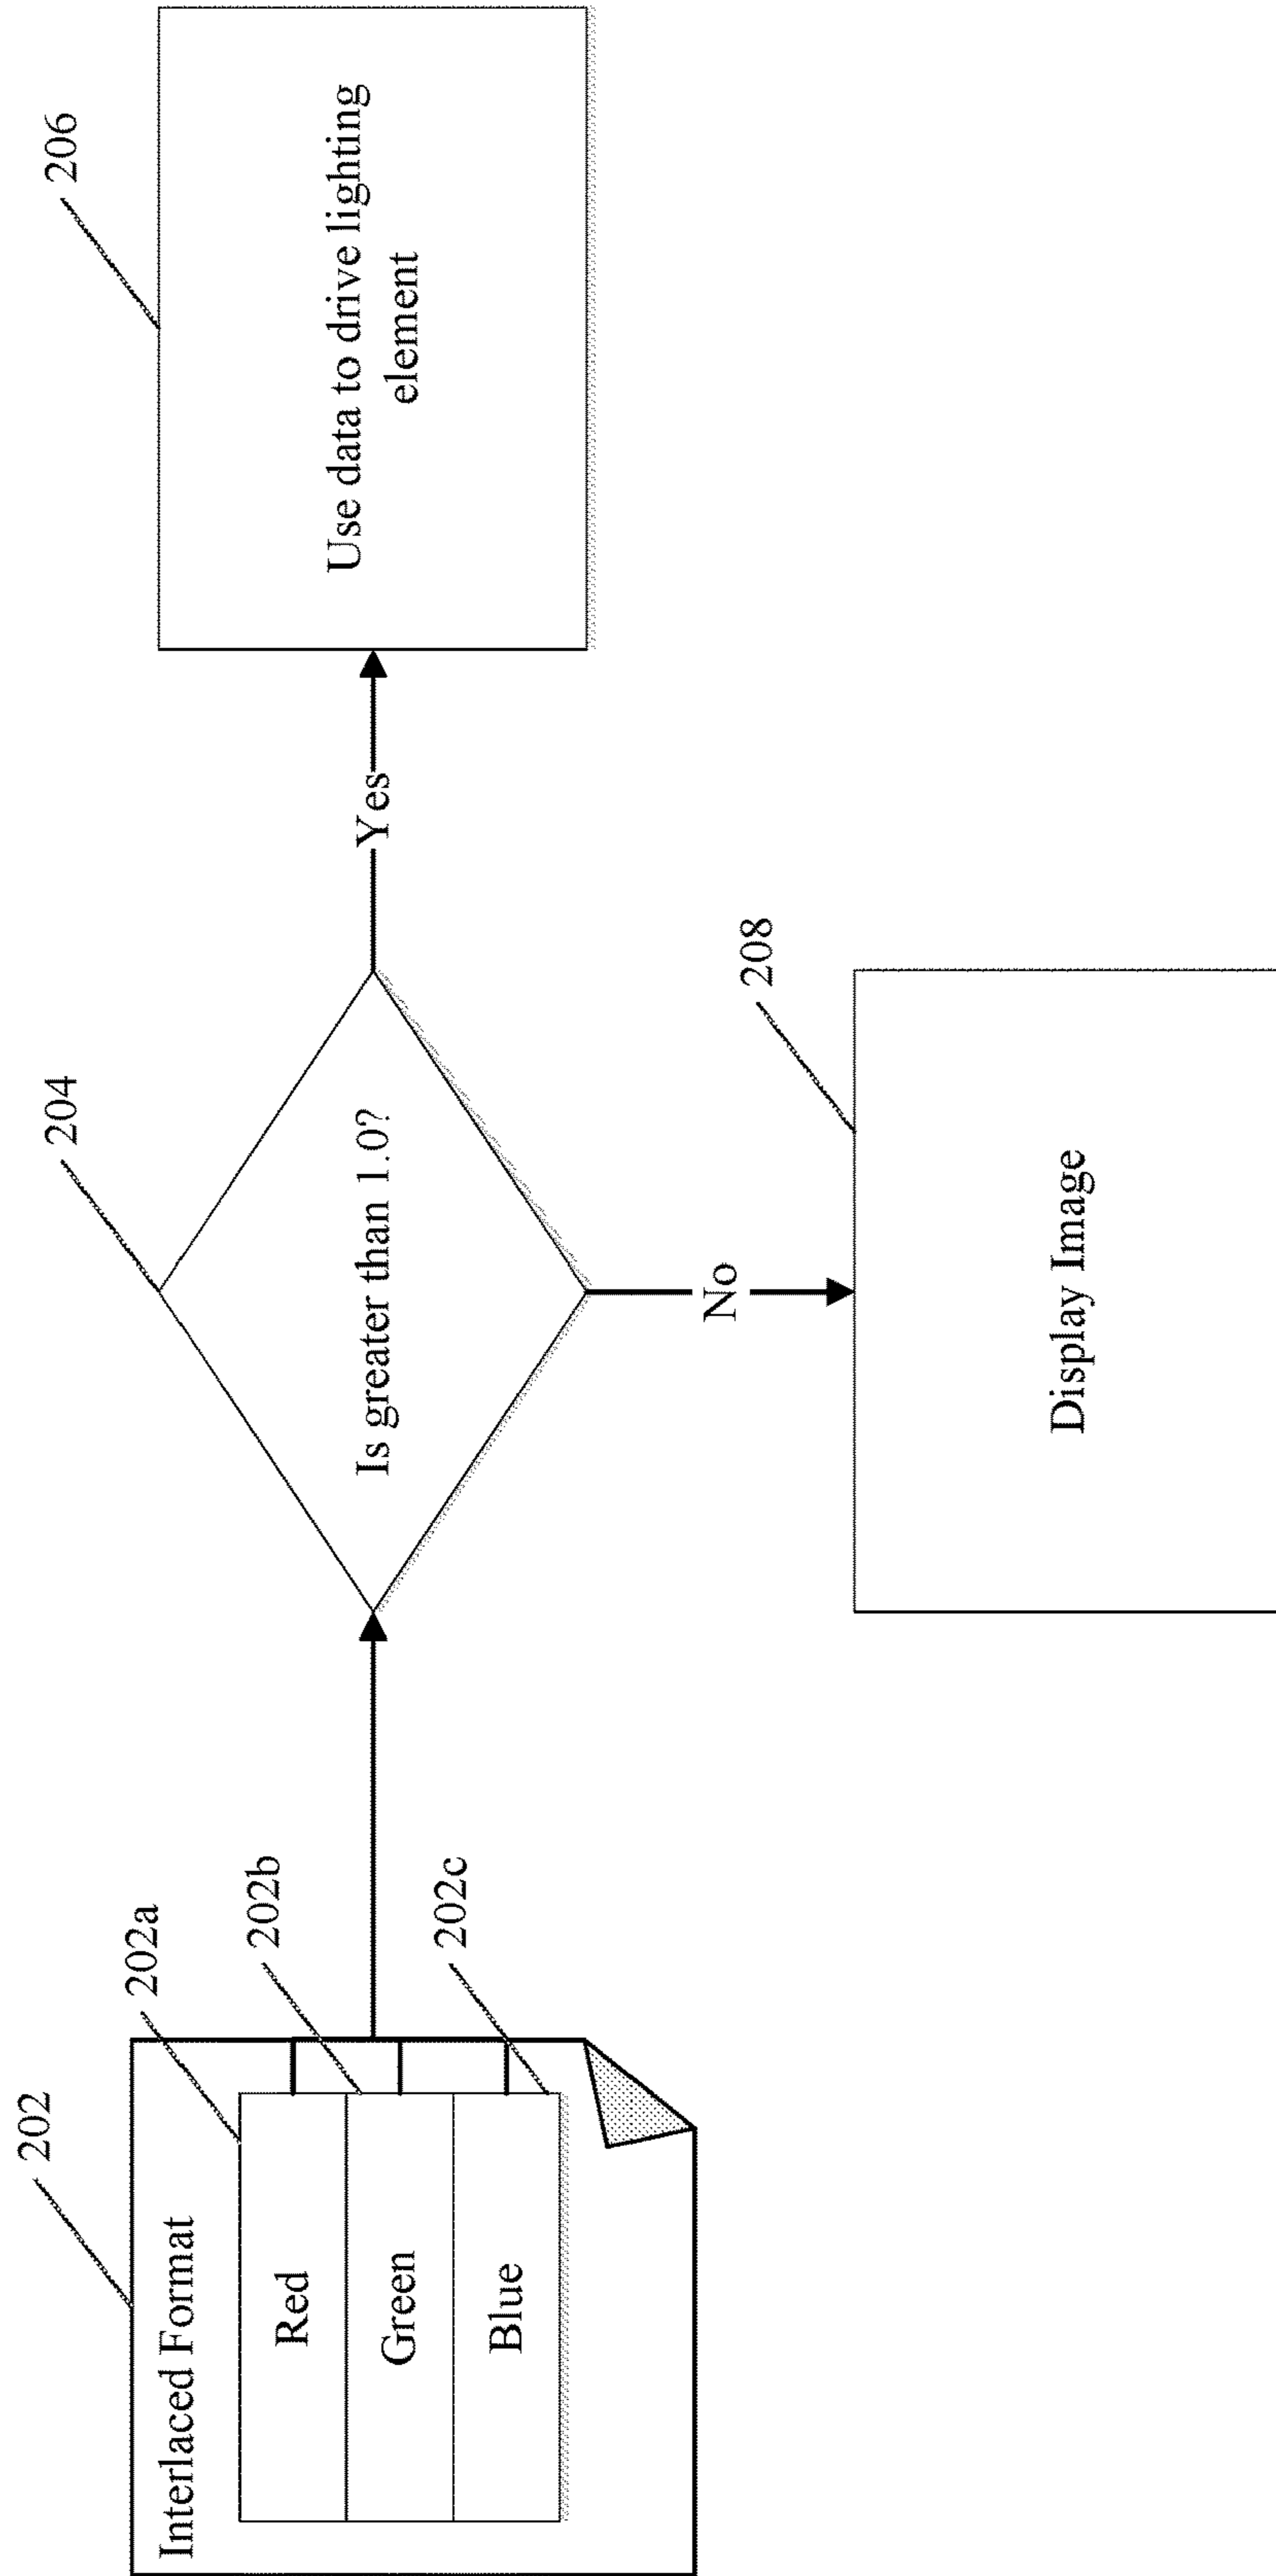 202
Interlaced Format
202a
Red
202b
Green
202c
Blue
204
Is greater than 1.0?
Yes
206
Use data to drive lighting
element
No
208
Display Image